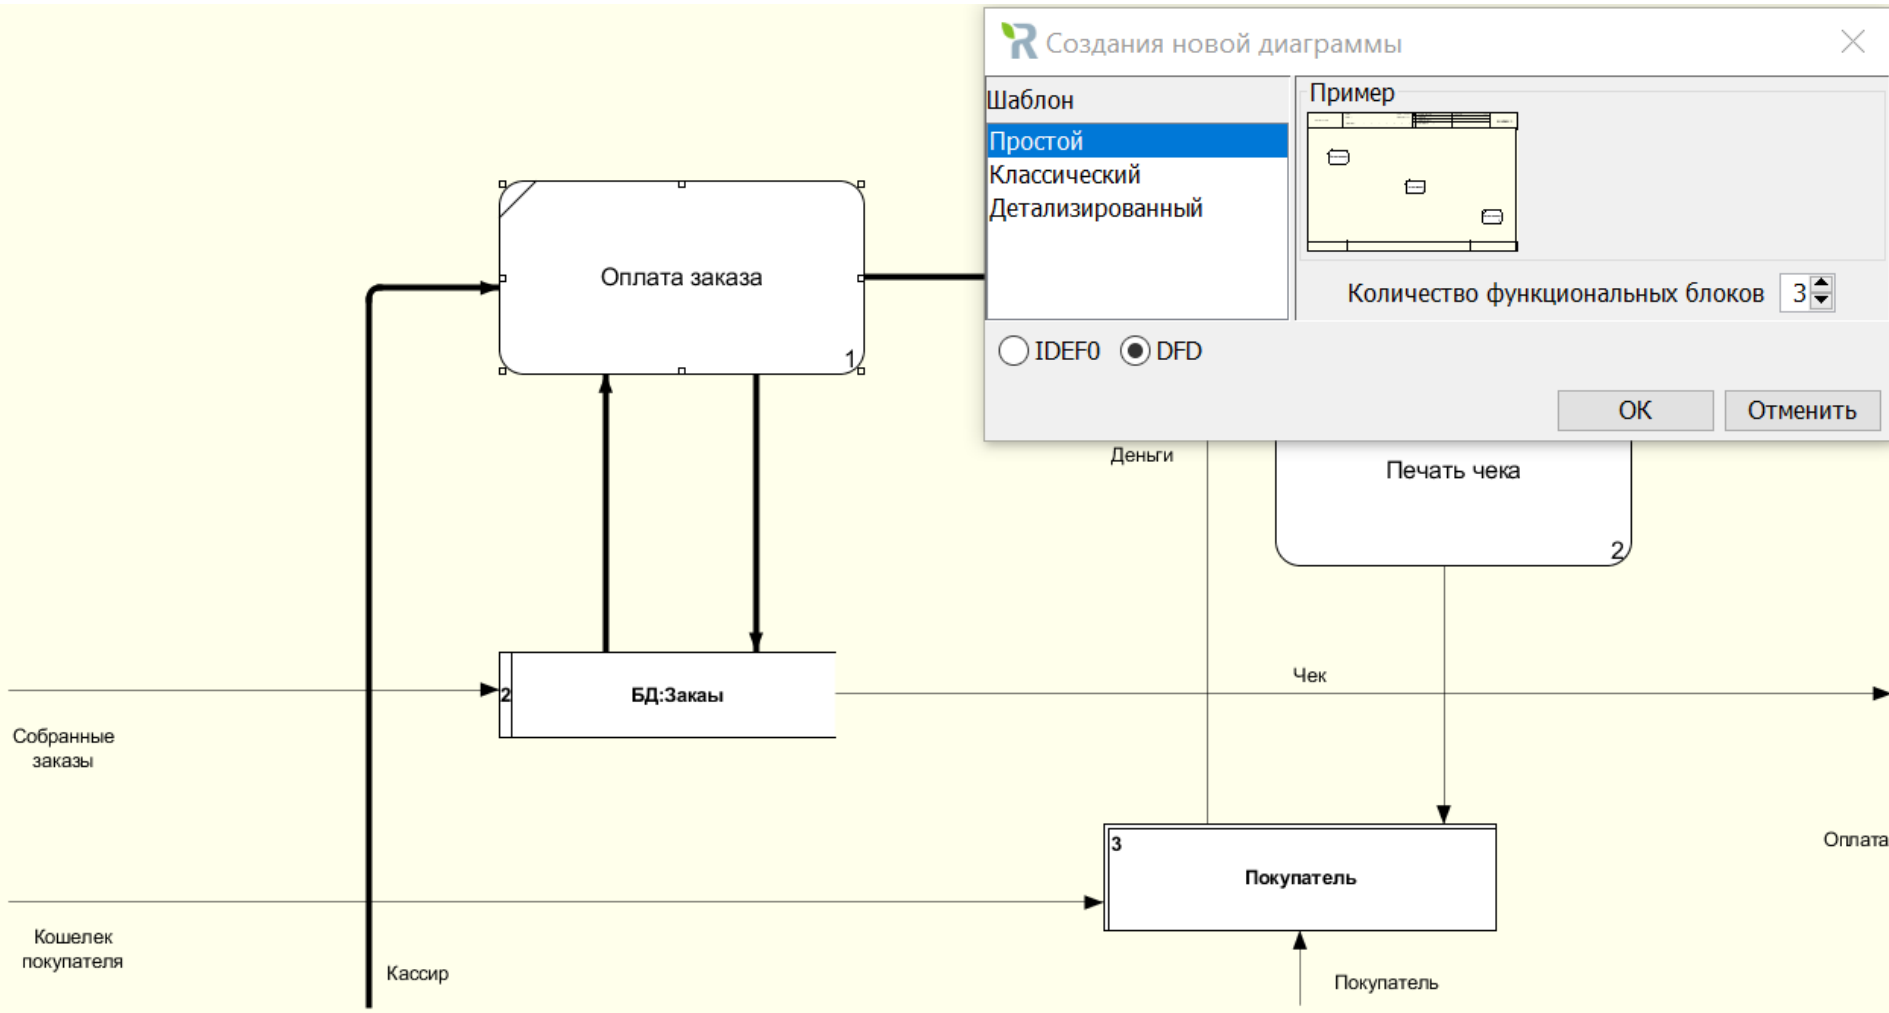 Создания новой диаграммы
Шаблон
Простой
Классический
Детализированный
Пример
Количество функциональных блоков 3
IDEF0 DFD
ОК Отменить
Оплата заказа
1
Деньги
Печать чека
2
2 БД:Закаы
Чек
Собранные
заказы
3
Покупатель
Оплата
Кошелек
покупателя
Кассир
Покупатель